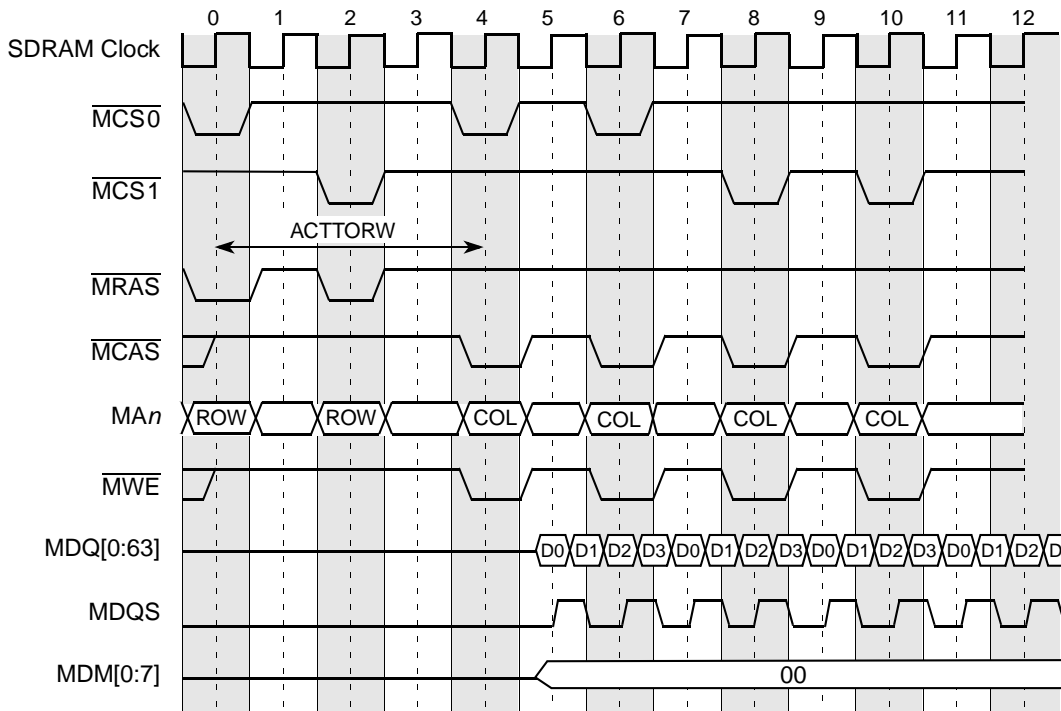 0 1 2 3 4 5 6 7 8 9 10 11 12
SDRAM Clock
MCS0
MCS1
ACTTORW
MRAS
MCAS
MAn ROW ROW COL COL COL COL
MWE
MDQ[0:63] D0 D1 D2 D3 D0 D1 D2 D3 D0 D1 D2 D3 D0 D1 D2 D
MDQS
MDM[0:7] 00